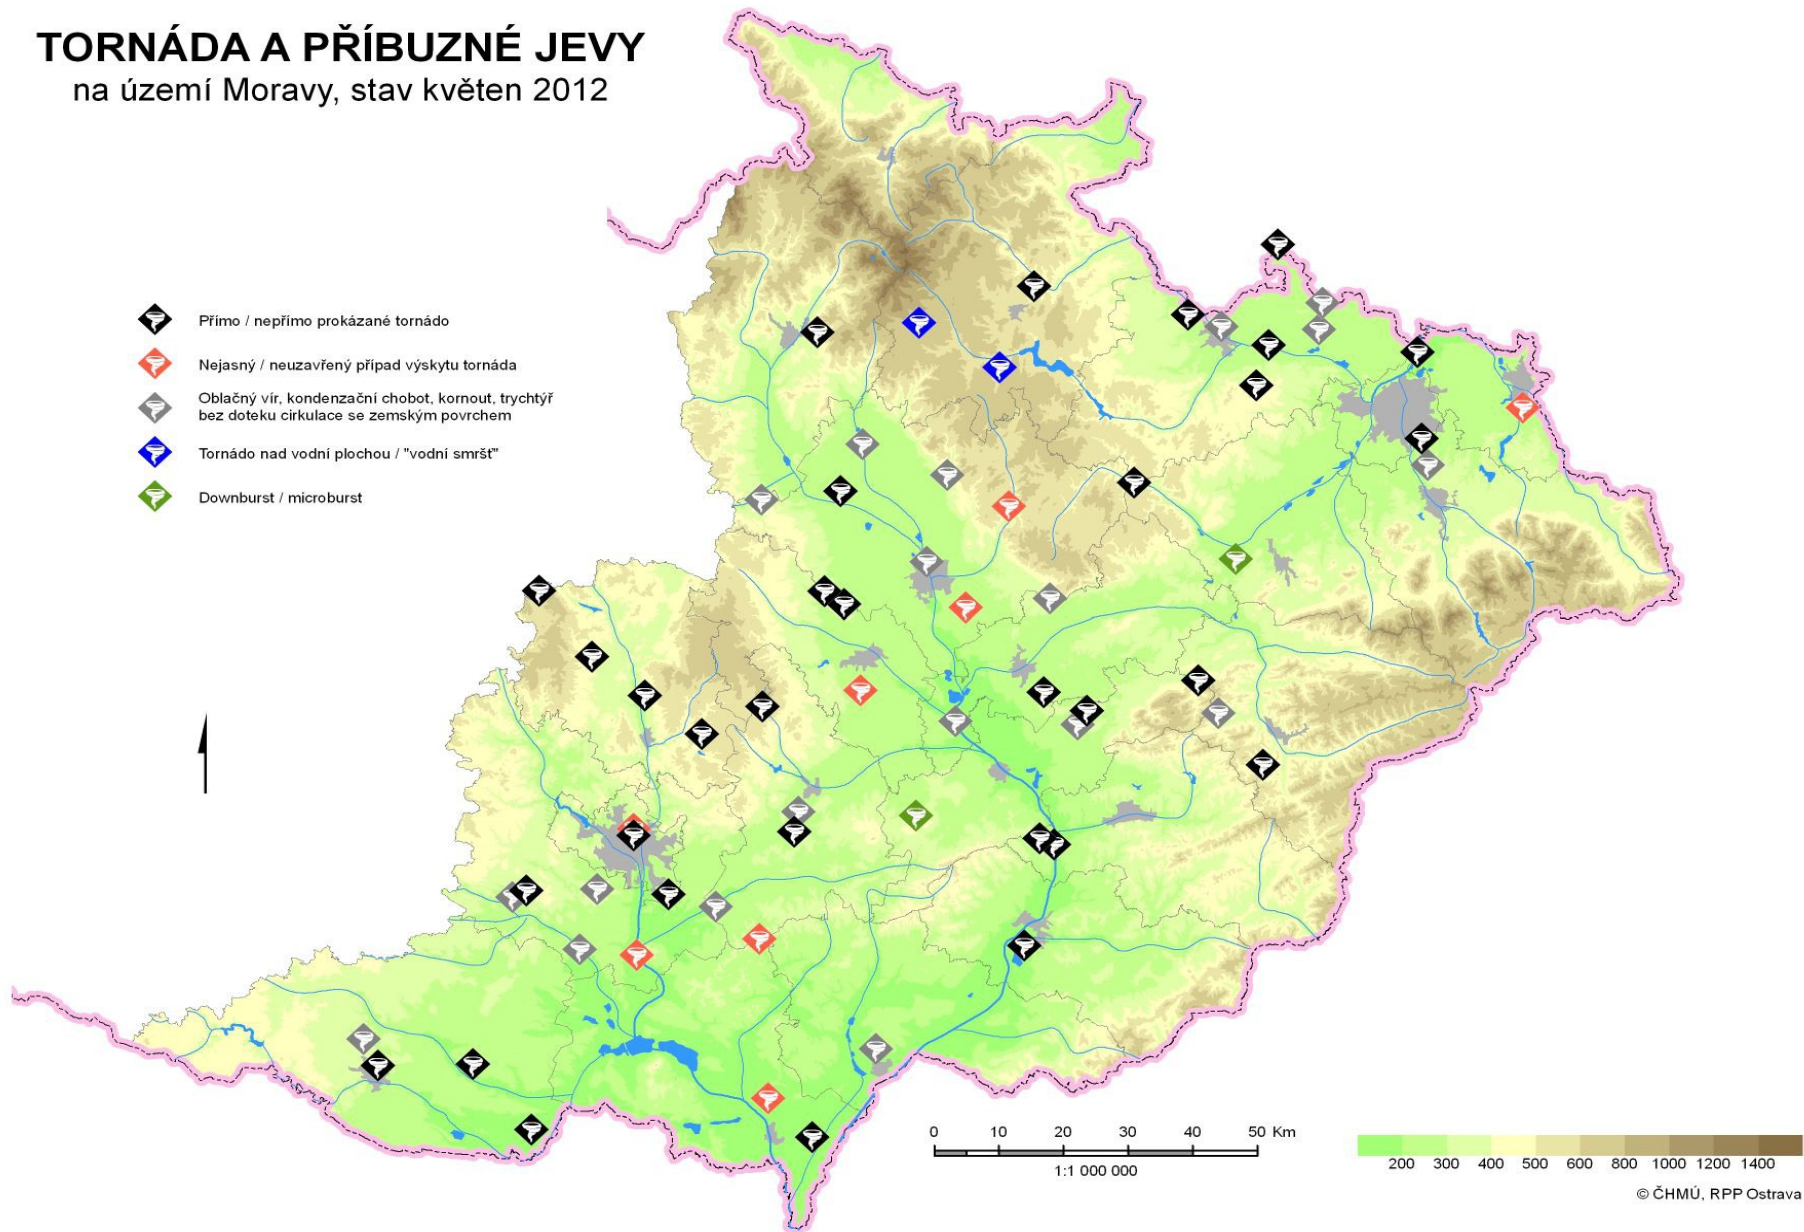 TORNÁDA A PŘÍBUZNÉ JEVY
na území Moravy, stav květen 2012
Přímo / nepřímo prokázané tornádo
Nejasný / neuzavřený případ výskytu tornáda
Oblačný vír, kondenzační chobot, kornout, trychtýř
bez doteku cirkulace se zemským povrchem
Tornádo nad vodní plochou / "vodní smršť"
Downburst / microburst
0 10 20 30 40 50 Km
1:1 000 000
200 300 400 500 600 800 1000 1200 1400
© ČHMÚ, RPP Ostrava